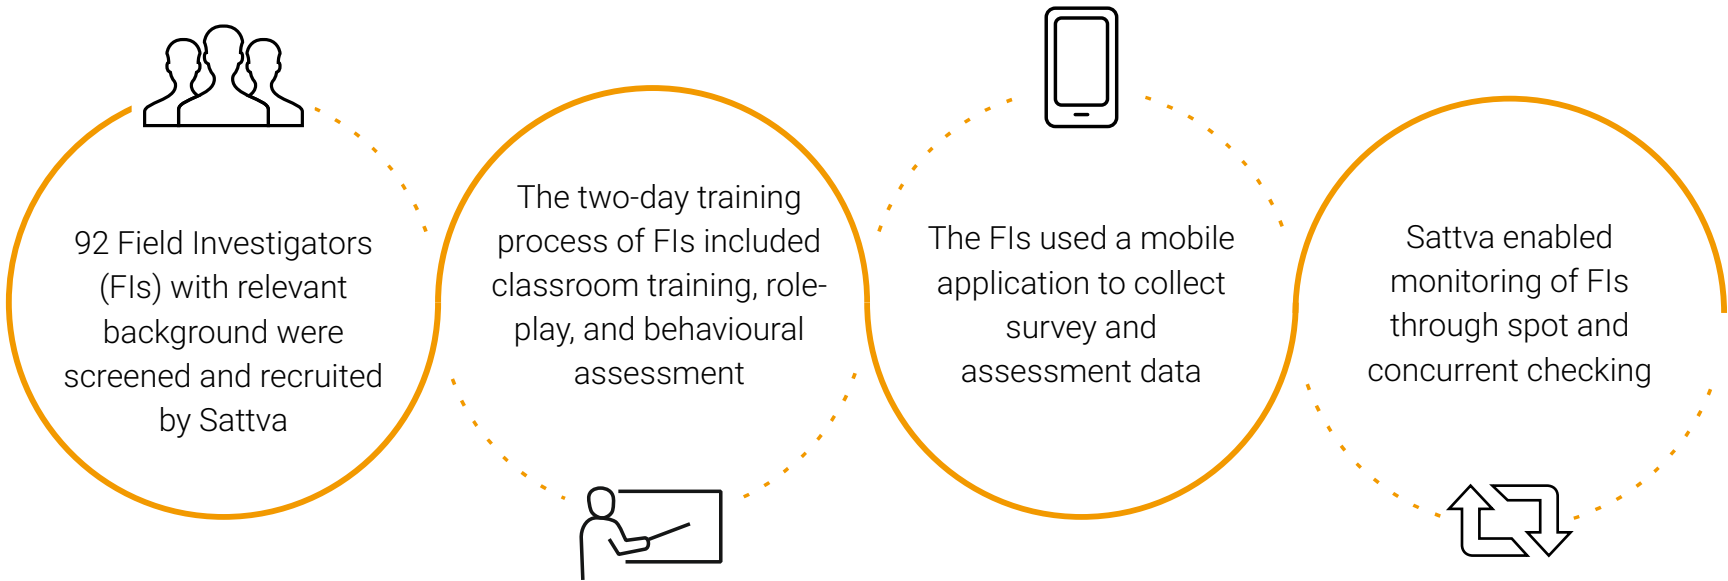 92 Field Investigators
(FIs) with relevant
background were
screened and recruited
by Sattva
The two-day training
process of FIs included
classroom training, role-
play, and behavioural
assessment
The FIs used a mobile
application to collect
survey and
assessment data
Sattva enabled
monitoring of FIs
through spot and
concurrent checking